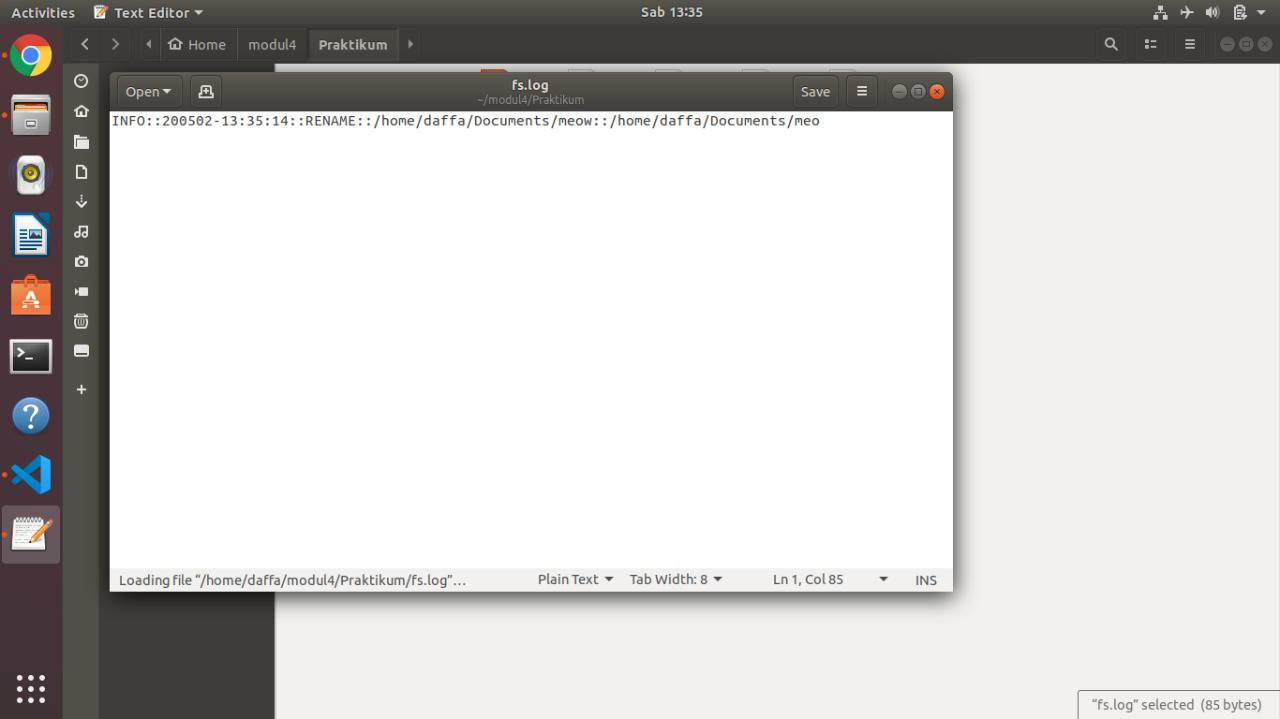 Activities
Text Editor
Sab 13:35
Home
modul4
Praktikum
Open
fs.log
~/modul4/Praktikum
Save
INFO::200502-13:35:14::RENAME::/home/daffa/Documents/meow::/home/daffa/Documents/meo
Loading file “/home/daffa/modul4/Praktikum/fs.log”…
Plain Text
Tab Width: 8
Ln 1, Col 85
INS
“fs.log” selected (85 bytes)